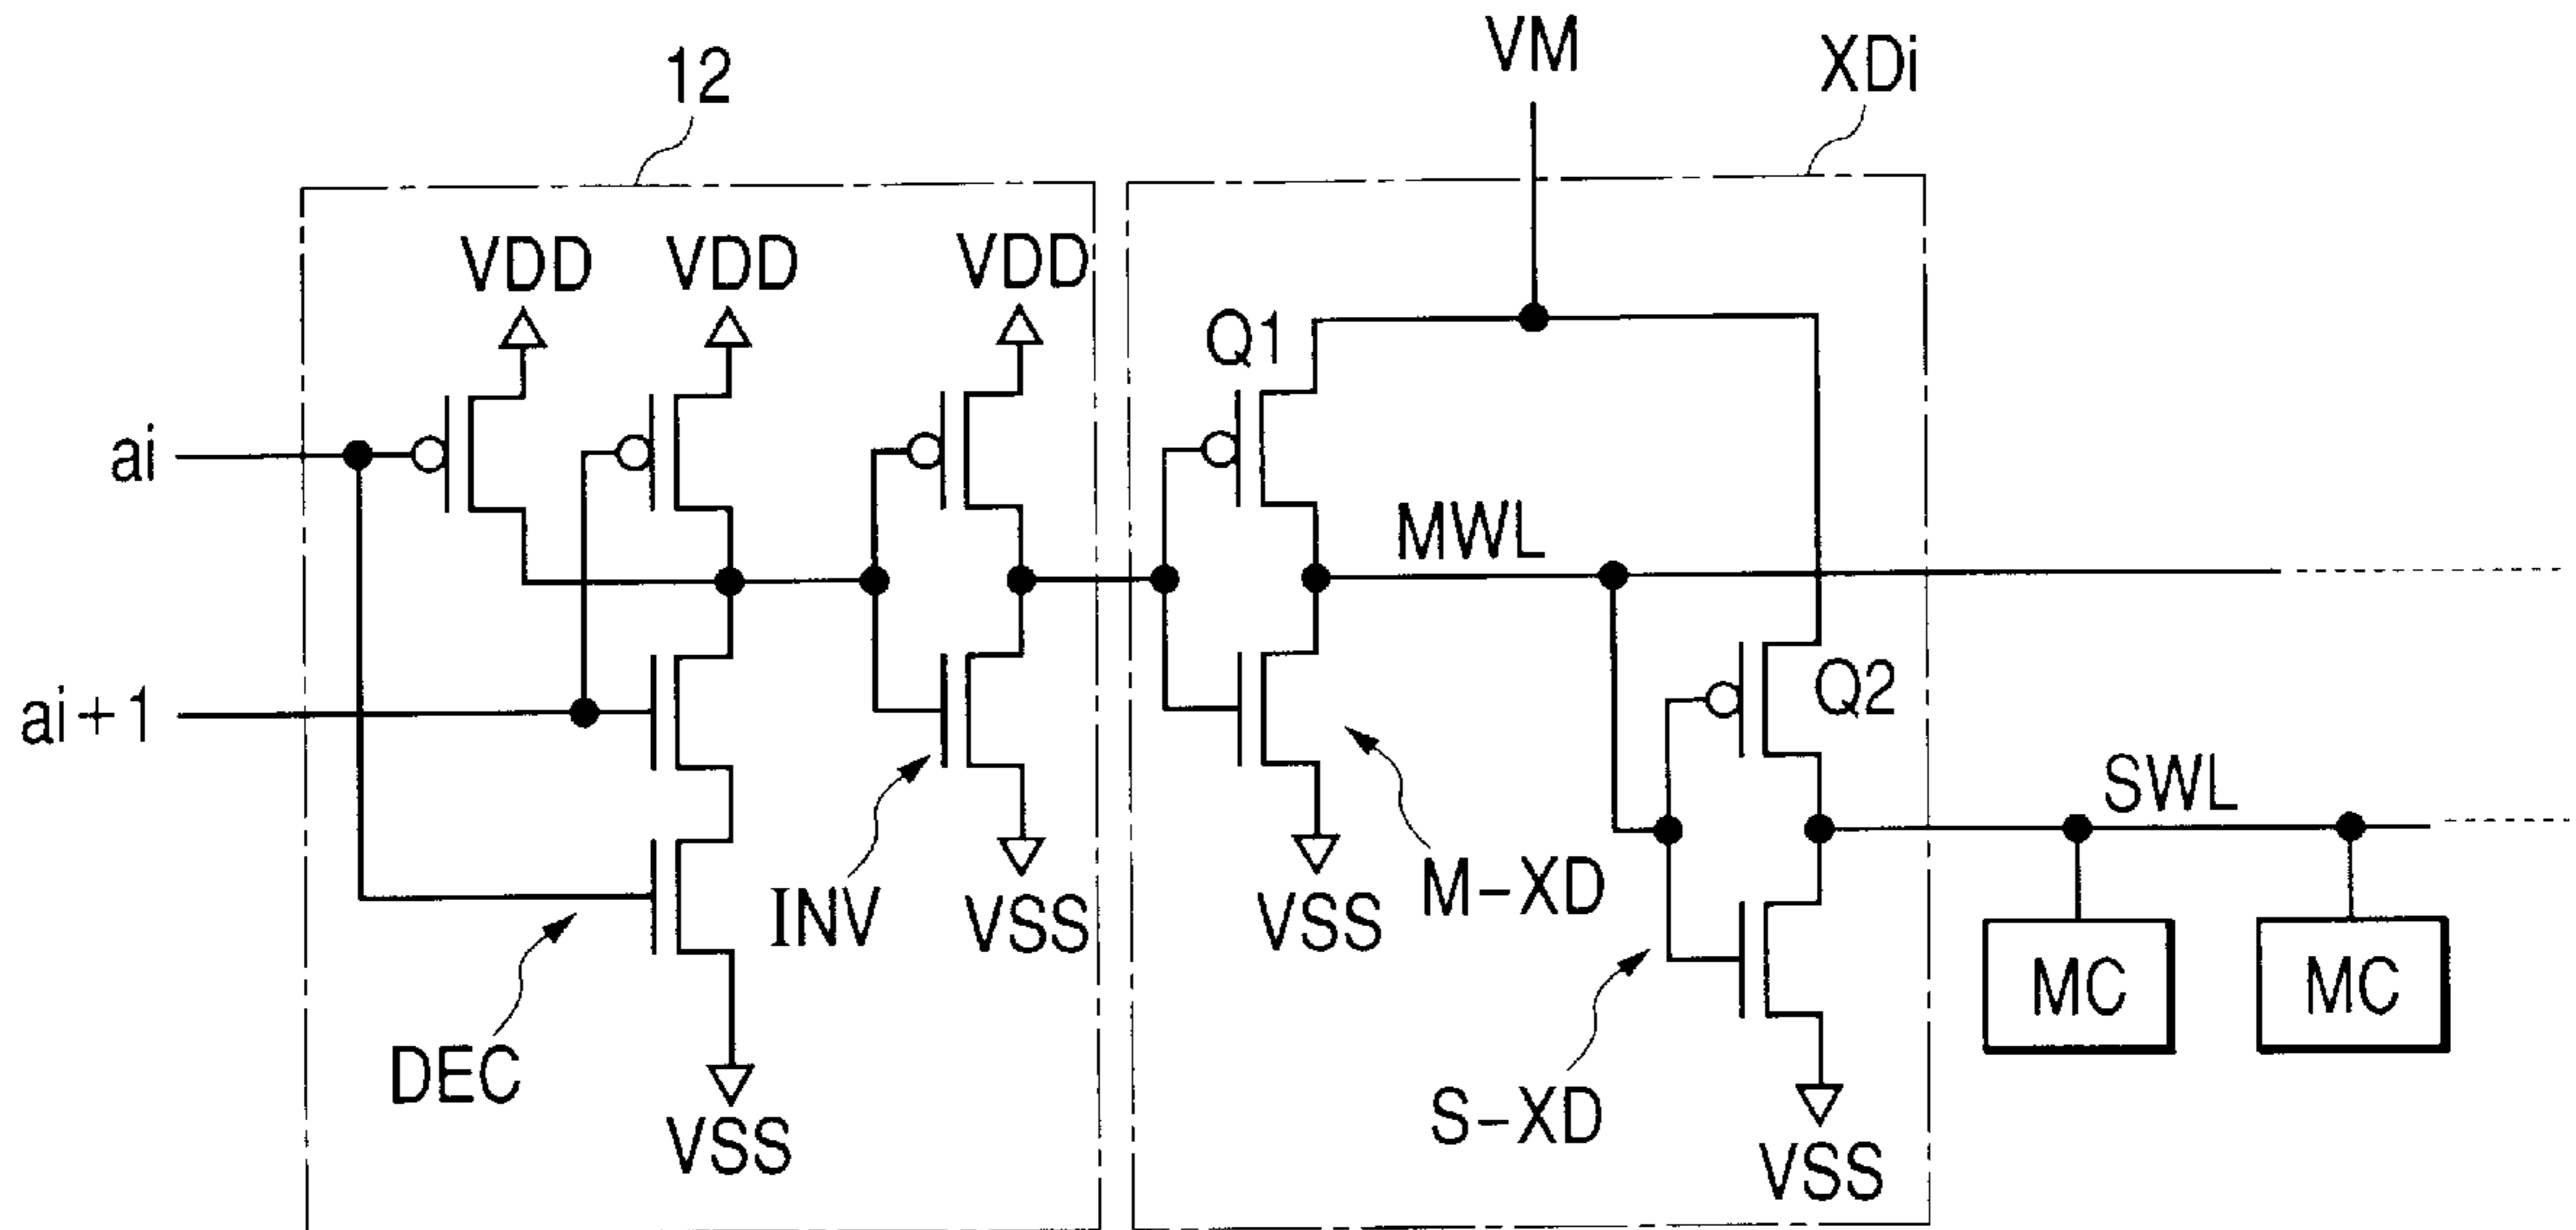 VM
XDi
12
VDD
VDD
VDD
Q1
ai
MWL
Q2
ai+1
SWL
M-XD
INV
VSS
VSS
MC
MC
DEC
S-XD
VSS
VSS